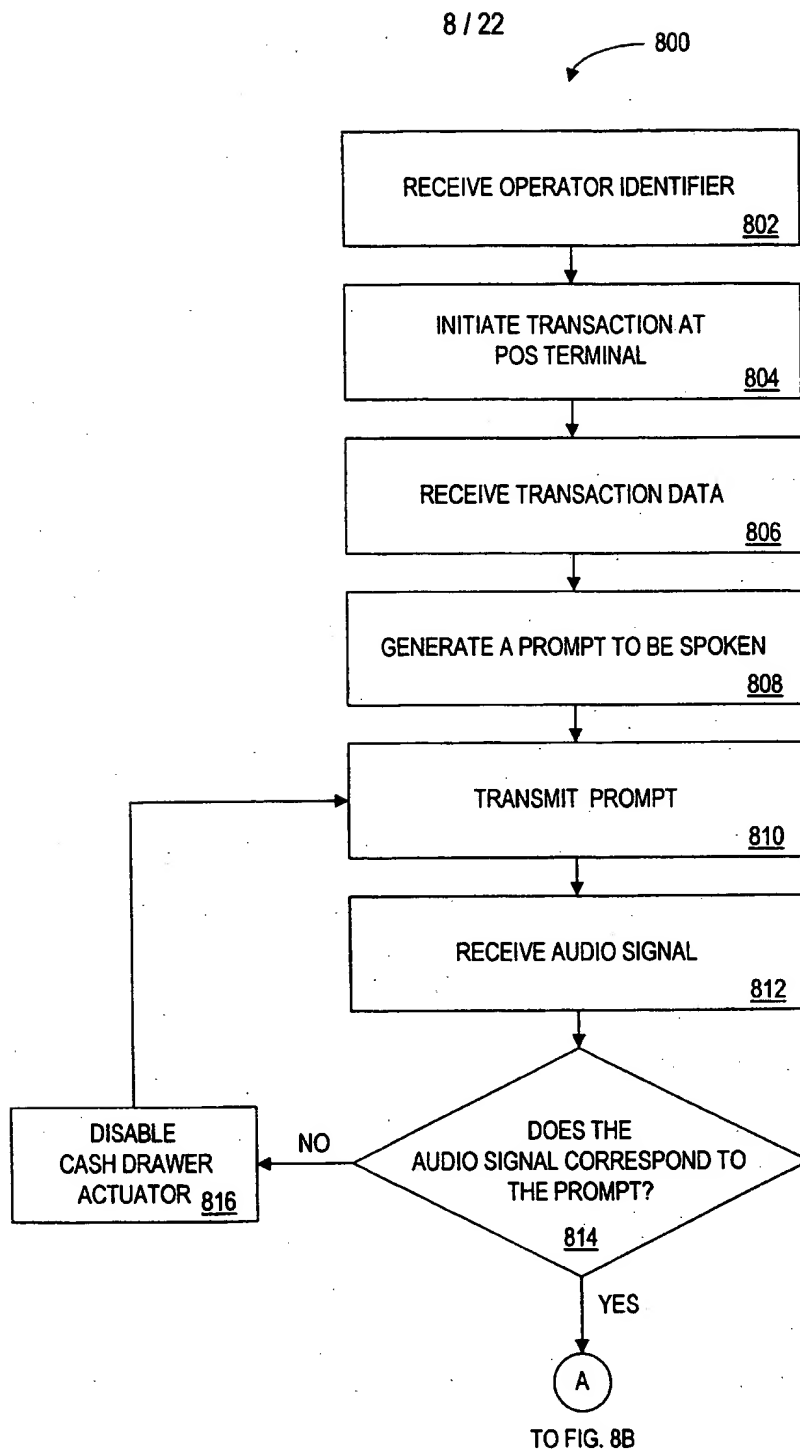 8 / 22
800
RECEIVE OPERATOR IDENTIFIER
802
INITIATE TRANSACTION AT
POS TERMINAL
804
RECEIVE TRANSACTION DATA
806
GENERATE A PROMPT TO BE SPOKEN
808
TRANSMIT PROMPT
810
RECEIVE AUDIO SIGNAL
812
DOES THE
AUDIO SIGNAL CORRESPOND TO
THE PROMPT?
814
NO
DISABLE
CASH DRAWER
ACTUATOR 816
YES
A
TO FIG. 8B